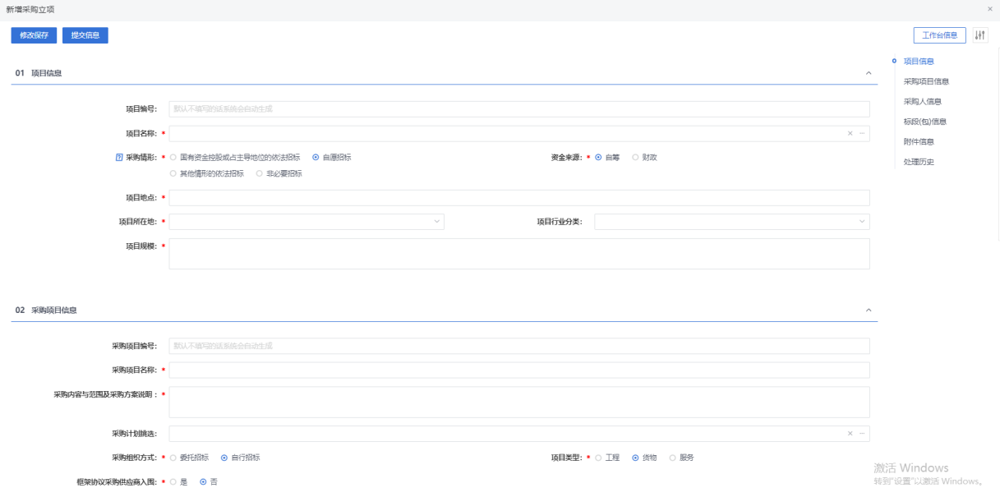 新增采购立项 ×
修改保存 提交信息 工作台信息
01 项目信息
项目编号: 默认不填写的话系统会自动生成
项目名称: *
采购情形: * 国有资金控股或占主导地位的依法招标 自愿招标 资金来源: * 自筹 财政
其他情形的依法招标 非必要招标
项目地点: *
项目所在地: * 项目行业分类:
项目规模: *
02 采购项目信息
采购项目编号: 默认不填写的话系统会自动生成
采购项目名称: *
采购内容与范围及采购方案说明: *
采购计划挑选:
采购组织方式: * 委托招标 自行招标 项目类型: * 工程 货物 服务
框架协议采购供应商入围: * 是 否
项目信息
采购项目信息
采购人信息
标段(包)信息
附件信息
处理历史
激活 Windows
转到"设置"以激活 Windows。